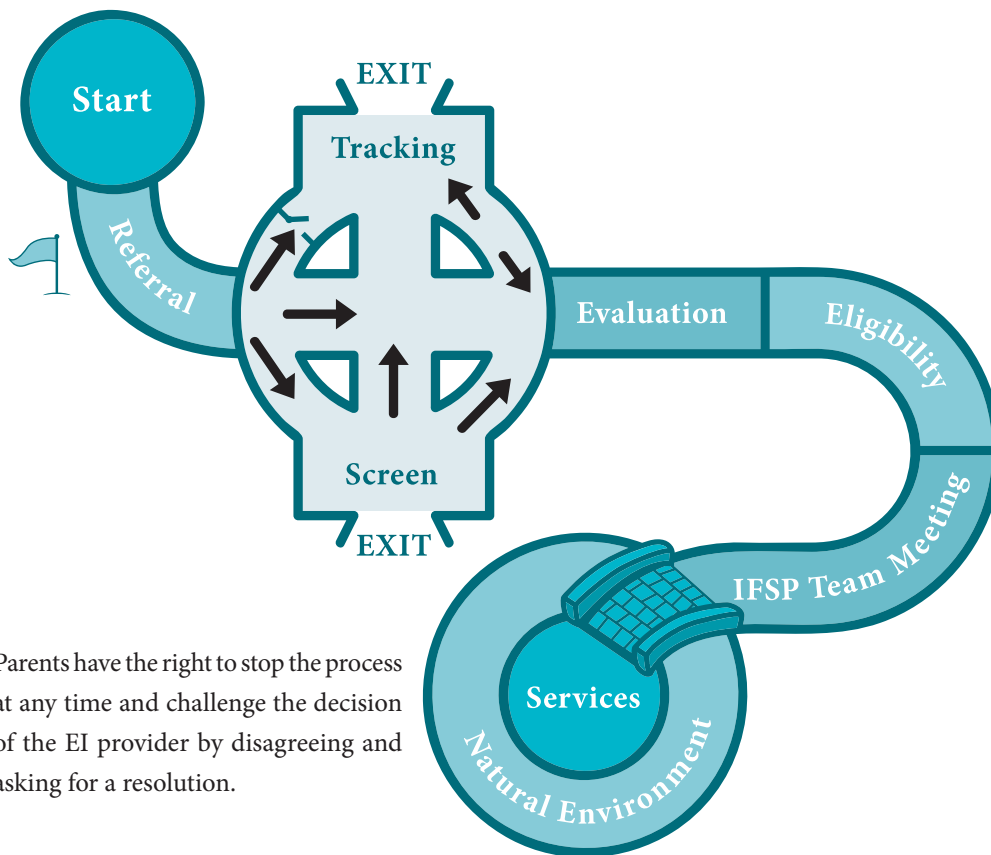 Start
Referral
EXIT
Tracking
Screen
EXIT
Evaluation
Eligibility
IFSP Team Meeting
Services
Natural Environment
Parents have the right to stop the process
at any time and challenge the decision
of the EI provider by disagreeing and
asking for a resolution.